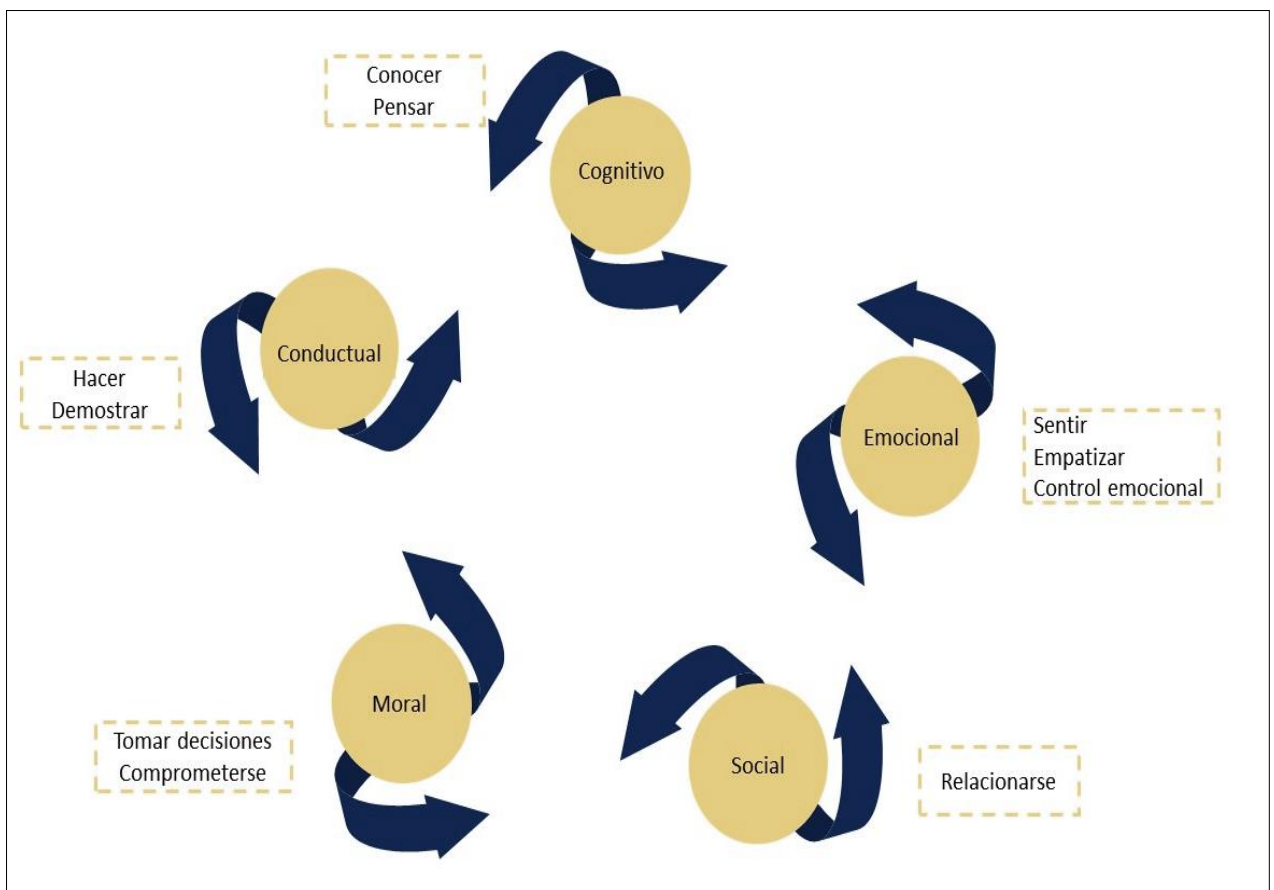 Conocer
Pensar
Cognitivo
Conductual
Hacer
Demostrar
Emocional
Sentir
Empatizar
Control emocional
Moral
Tomar decisiones
Comprometerse
Social
Relacionarse